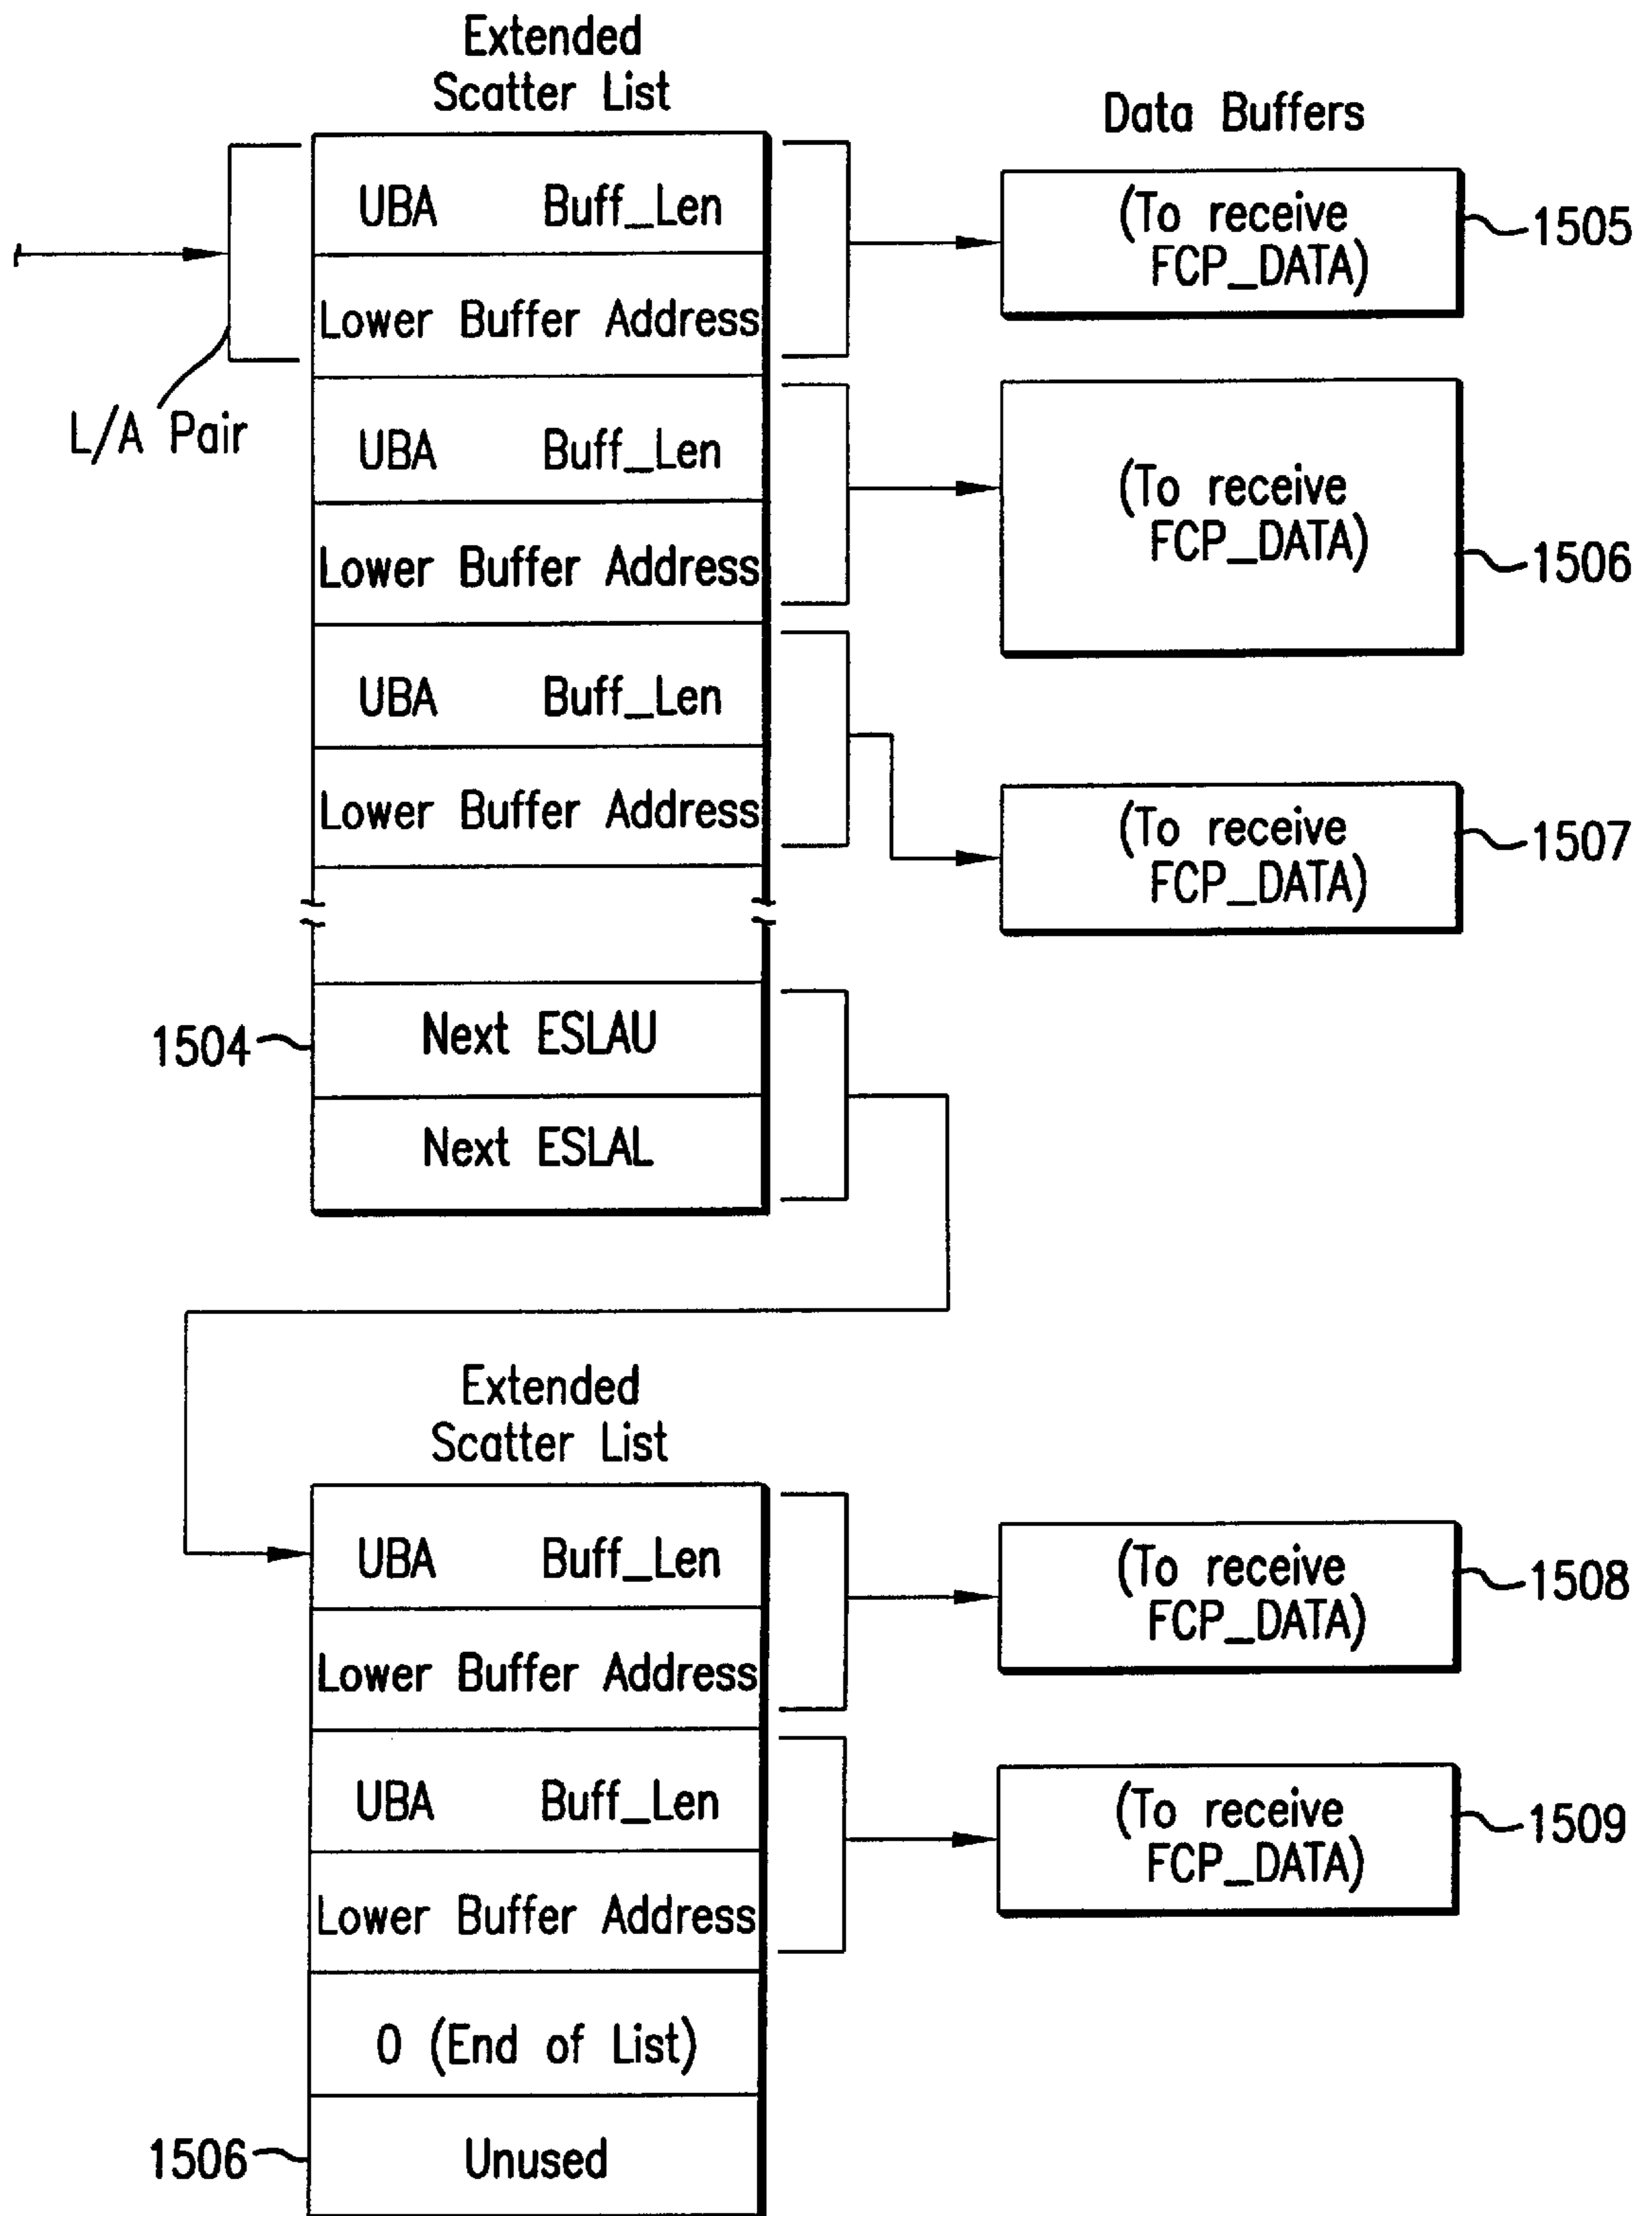 Extended
Scatter List
Data Buffers
UBA Buff_Len
(To receive
FCP_DATA)
1505
Lower Buffer Address
L/A Pair
UBA Buff_Len
(To receive
FCP_DATA)
1506
Lower Buffer Address
UBA Buff_Len
Lower Buffer Address
(To receive
FCP_DATA)
1507
1504
Next ESLAU
Next ESLAL
Extended
Scatter List
UBA Buff_Len
(To receive
FCP_DATA)
1508
Lower Buffer Address
UBA Buff_Len
(To receive
FCP_DATA)
1509
Lower Buffer Address
0 (End of List)
1506
Unused